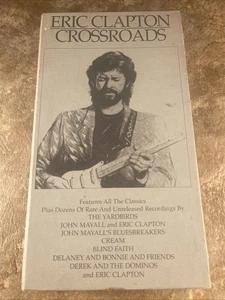 ERIC CLAPTON
CROSSROADS
Features All The Classics
Plus Dozens Of Rare And Unreleased Recordings By
THE YARDBIRDS
JOHN MAYALL and ERIC CLAPTON
JOHN MAYALL'S BLUESBREAKERS
CREAM
BLIND FAITH
DELANEY AND BONNIE AND FRIENDS
DEREK AND THE DOMINOS
and ERIC CLAPTON